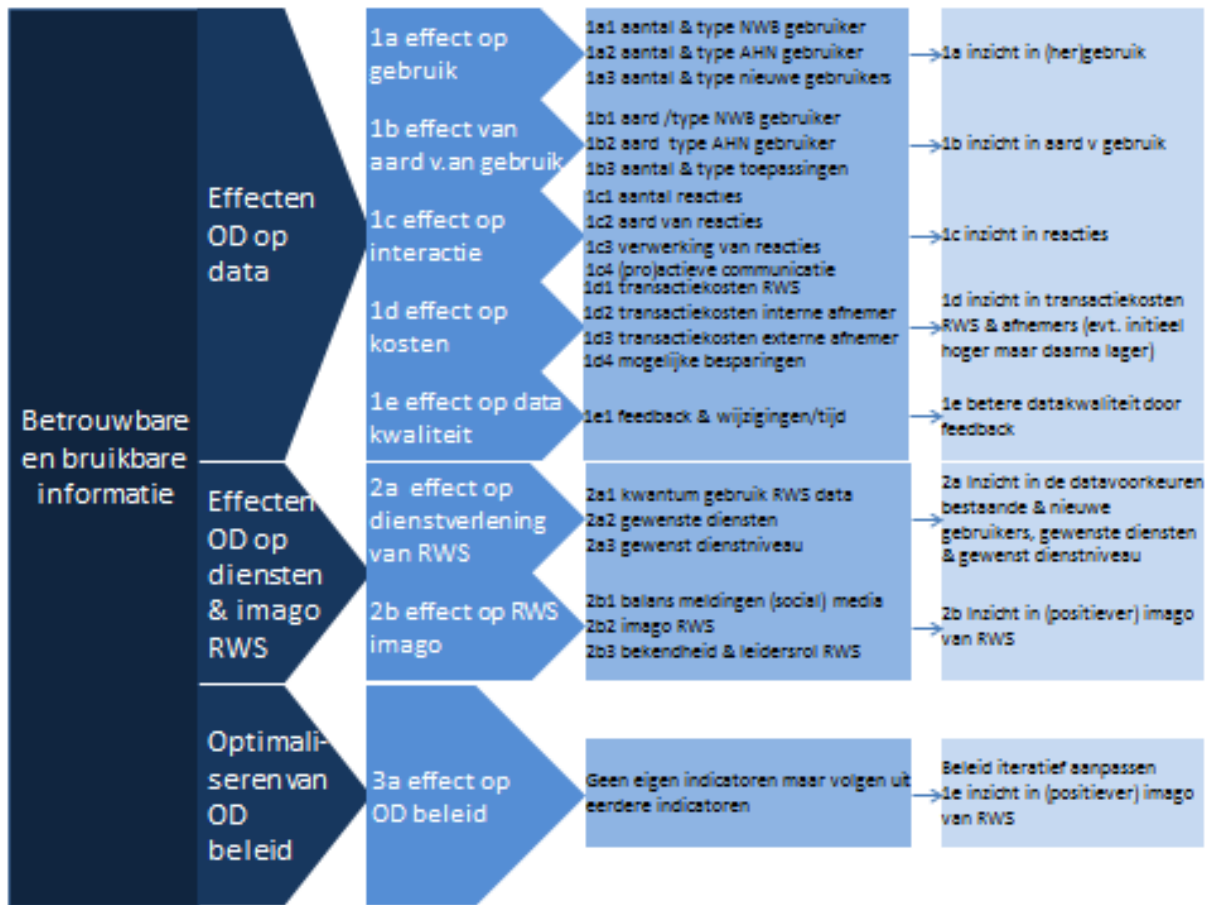 Betrouwbare
en bruikbare
informatie
Effecten
OD op
data
1a effect op
gebruik
1a1 aantal & type NWB gebruiker
1a2 aantal & type AHN gebruiker
1a3 aantal & type nieuwe gebruikers
1a inzicht in (her)gebruik
1b effect van
aard v.an gebruik
1b1 aard /type NWB gebruiker
1b2 aard type AHN gebruiker
1b3 aantal & type toepassingen
1b inzicht in aard v gebruik
1c effect op
interactie
1c1 aantal reacties
1c2 aard van reacties
1c3 verwerking van reacties
1c4 (pro)actieve communicatie
1c inzicht in reacties
1d effect op
kosten
1d1 transactiekosten RWS
1d2 transactiekosten interne afnemer
1d3 transactiekosten externe afnemer
1d4 mogelijke besparingen
1d inzicht in transactiekosten
RWS & afnemers (evt. initieel
hoger maar daarna lager)
1e effect op data
kwaliteit
1e1 feedback & wijzigingen/tijd
1e betere datakwaliteit door
feedback
Effecten
OD op
diensten
& imago
RWS
2a effect op
dienstverlening
van RWS
2a1 kwantum gebruik RWS data
2a2 gewenste diensten
2a3 gewenst dienstniveau
2a Inzicht in de datavoorkeuren
bestaande & nieuwe
gebruikers, gewenste diensten
& gewenst dienstniveau
2b effect op RWS
imago
2b1 balans meldingen (social) media
2b2 imago RWS
2b3 bekendheid & leidersrol RWS
2b Inzicht in (positiever) imago
van RWS
Optimali-
seren van
OD
beleid
3a effect op
OD beleid
Geen eigen indicatoren maar volgen uit
eerdere indicatoren
Beleid iteratief aanpassen
1e inzicht in (positiever) imago
van RWS